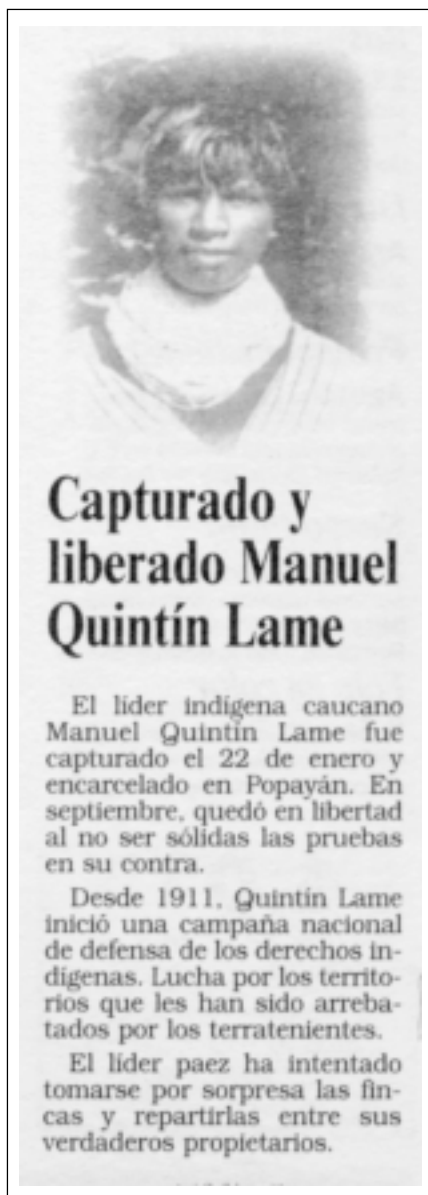 Capturado y
liberado Manuel
Quintín Lame
El líder indígena caucano
Manuel Quintín Lame fue
capturado el 22 de enero y
encarcelado en Popayán. En
septiembre, quedó en libertad
al no ser sólidas las pruebas
en su contra.
Desde 1911, Quintín Lame
inició una campaña nacional
de defensa de los derechos in-
dígenas. Lucha por los territo-
rios que les han sido arreba-
tados por los terratenientes.
El líder paez ha intentado
tomarse por sorpresa las fin-
cas y repartirlas entre sus
verdaderos propietarios.